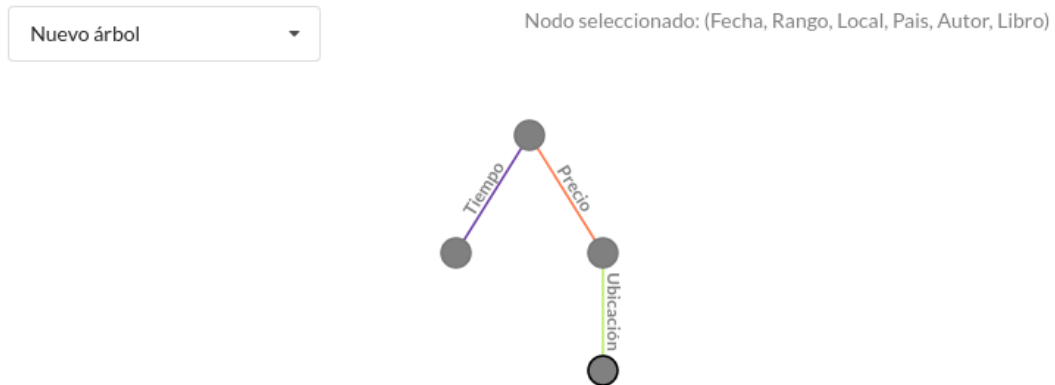 Nuevo árbol
Nodo seleccionado: (Fecha, Rango, Local, Pais, Autor, Libro)
Tiempo
Precio
Ubicación